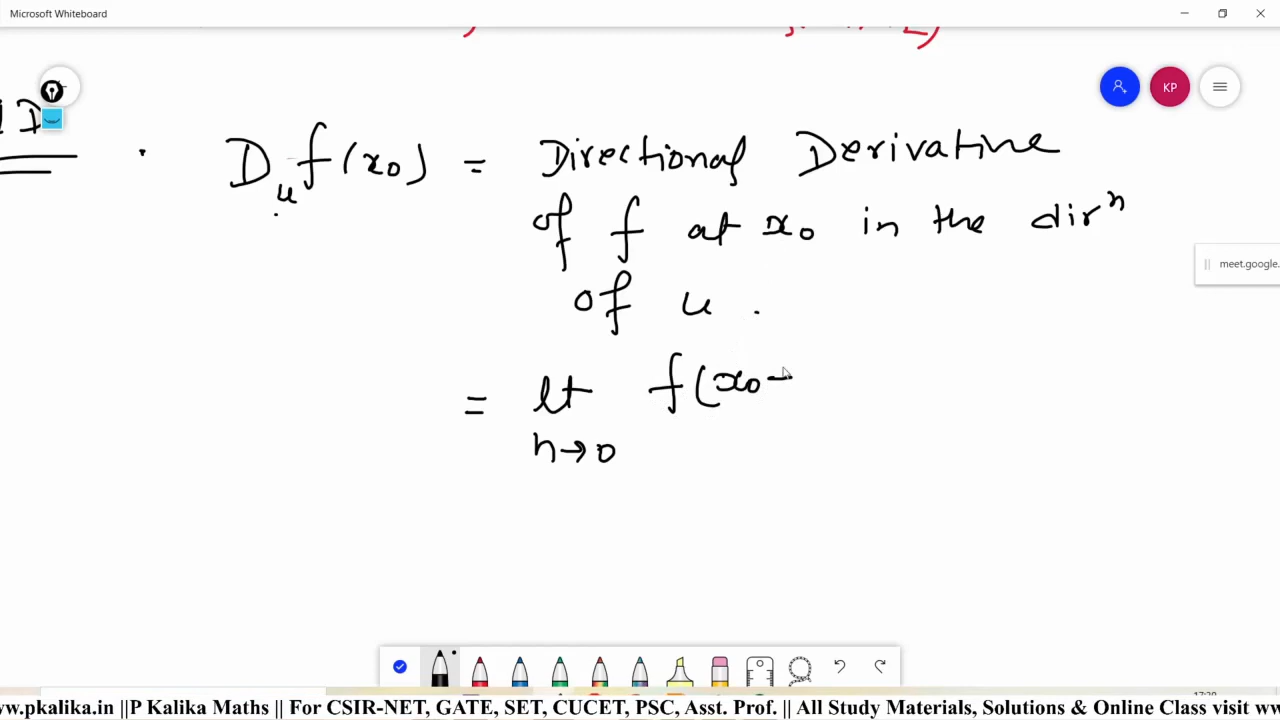 Microsoft Whiteboard
KP
D_u f(x₀) = Directional Derivative
of f at x₀ in the dirⁿ
of u .
meet.google.
= lt f(x₀
h→0
ww.pkalika.in ||P Kalika Maths || For CSIR-NET, GATE, SET, CUCET, PSC, Asst. Prof. || All Study Materials, Solutions & Online Class visit ww